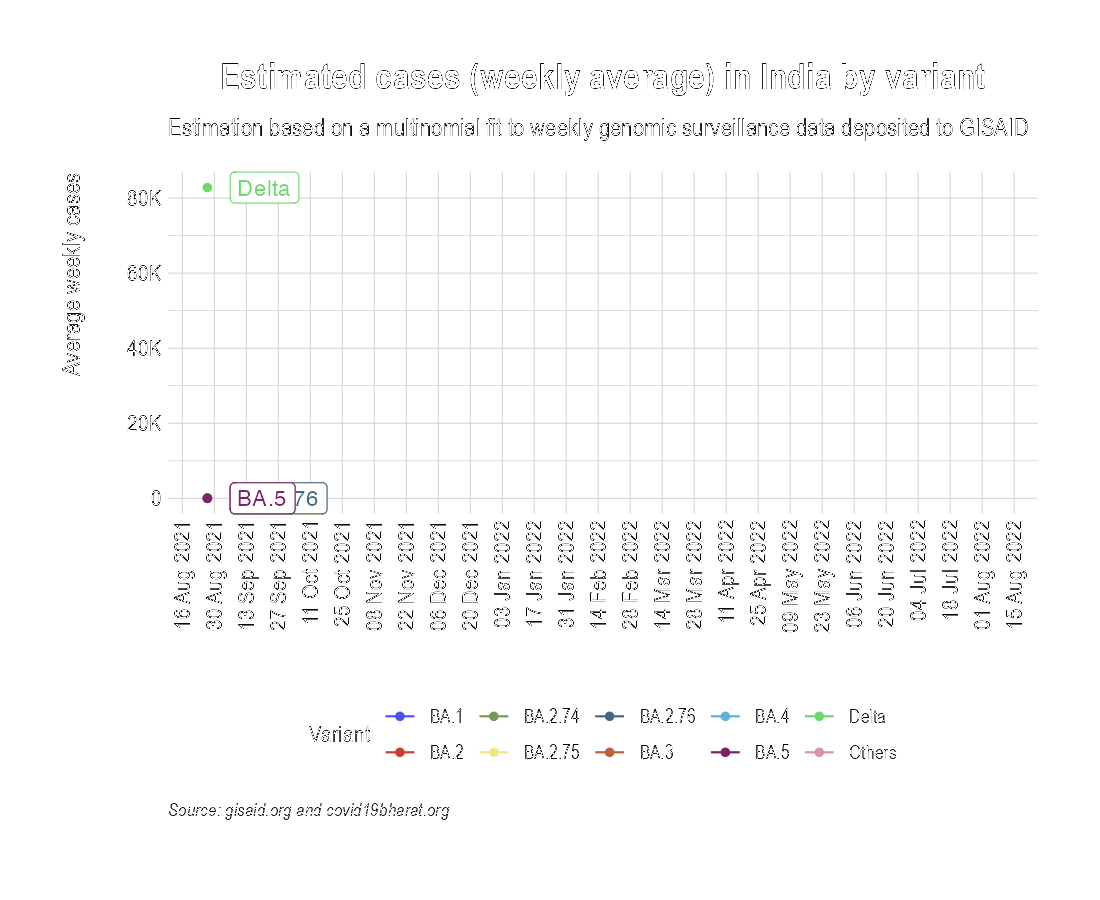 Estimated cases (weekly average) in India by variant
Estimation based on a multinomial fit to weekly genomic surveillance data deposited to GISAID
Average weekly cases
80K
60K
40K
20K
0
Delta
BA.5
76
16 Aug 2021
30 Aug 2021
13 Sep 2021
27 Sep 2021
11 Oct 2021
25 Oct 2021
08 Nov 2021
22 Nov 2021
06 Dec 2021
20 Dec 2021
03 Jan 2022
17 Jan 2022
31 Jan 2022
14 Feb 2022
28 Feb 2022
14 Mar 2022
28 Mar 2022
11 Apr 2022
25 Apr 2022
09 May 2022
23 May 2022
06 Jun 2022
20 Jun 2022
04 Jul 2022
18 Jul 2022
01 Aug 2022
15 Aug 2022
Variant
BA.1 BA.2.74 BA.2.76 BA.4 Delta
BA.2 BA.2.75 BA.3 BA.5 Others
Source: gisaid.org and covid19bharat.org